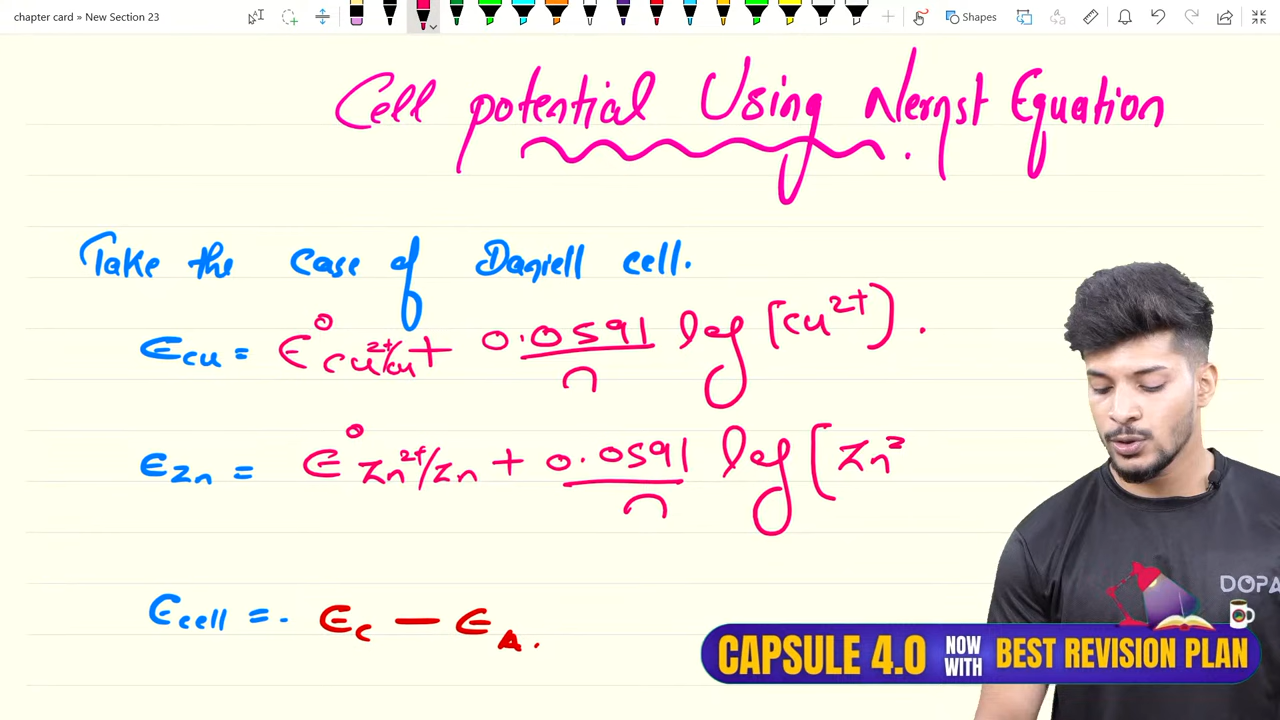 chapter card » New Section 23
Shapes
Cell potential Using Nernst Equation
Take the case of Daniell cell.
Ecu = E⁰cu²⁺/cu + 0.0591/n log [cu²⁺].
Ezn = E⁰zn²⁺/zn + 0.0591/n log [zn²
Ecell =. Ec – EA.
DOPA
CAPSULE 4.0 NOW WITH BEST REVISION PLAN